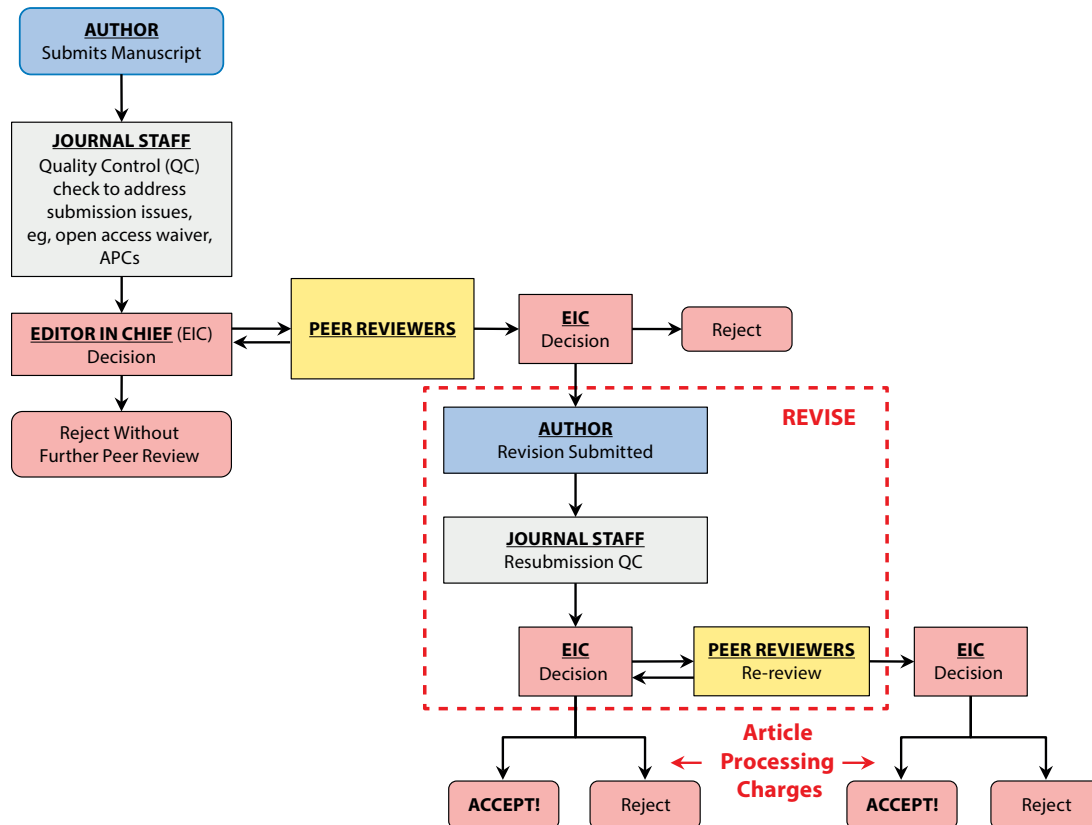 AUTHOR
Submits Manuscript
JOURNAL STAFF
Quality Control (QC)
check to address
submission issues,
eg, open access waiver,
APCs
EDITOR IN CHIEF (EIC)
Decision
PEER REVIEWERS
EIC
Decision
Reject
Reject Without
Further Peer Review
REVISE
AUTHOR
Revision Submitted
JOURNAL STAFF
Resubmission QC
EIC
Decision
PEER REVIEWERS
Re-review
EIC
Decision
Article
Processing
Charges
ACCEPT!
Reject
ACCEPT!
Reject